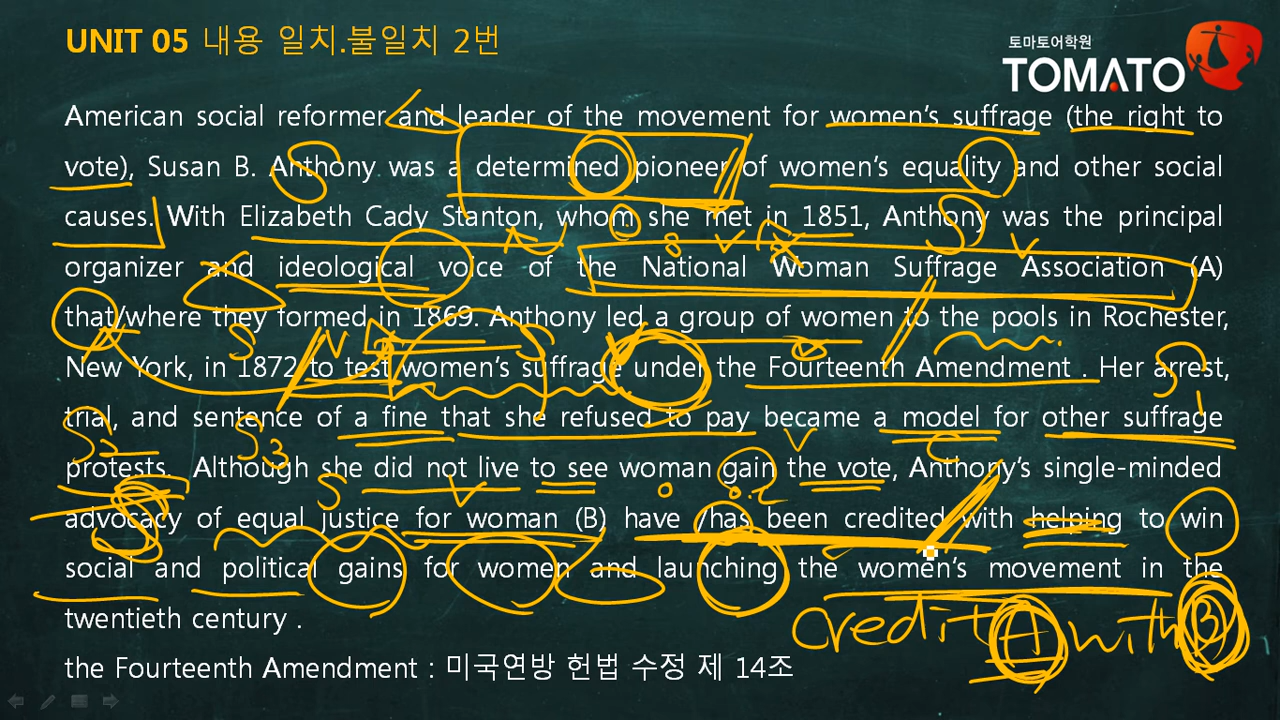 UNIT 05 내용 일치.불일치 2번
토마토어학원
TOMATO
American social reformer and leader of the movement for women's suffrage (the right to
vote), Susan B. Anthony was a determined pioneer of women's equality and other social
causes. With Elizabeth Cady Stanton, whom she met in 1851, Anthony was the principal
organizer and ideological voice of the National Woman Suffrage Association (A)
that/where they formed in 1869. Anthony led a group of women to the pools in Rochester,
New York, in 1872 to test women's suffrage under the Fourteenth Amendment . Her arrest,
trial, and sentence of a fine that she refused to pay became a model for other suffrage
protests. Although she did not live to see woman gain the vote, Anthony's single-minded
advocacy of equal justice for woman (B) have /has been credited with helping to win
social and political gains for women and launching the women's movement in the
twentieth century .
credit A with B
the Fourteenth Amendment : 미국연방 헌법 수정 제 14조